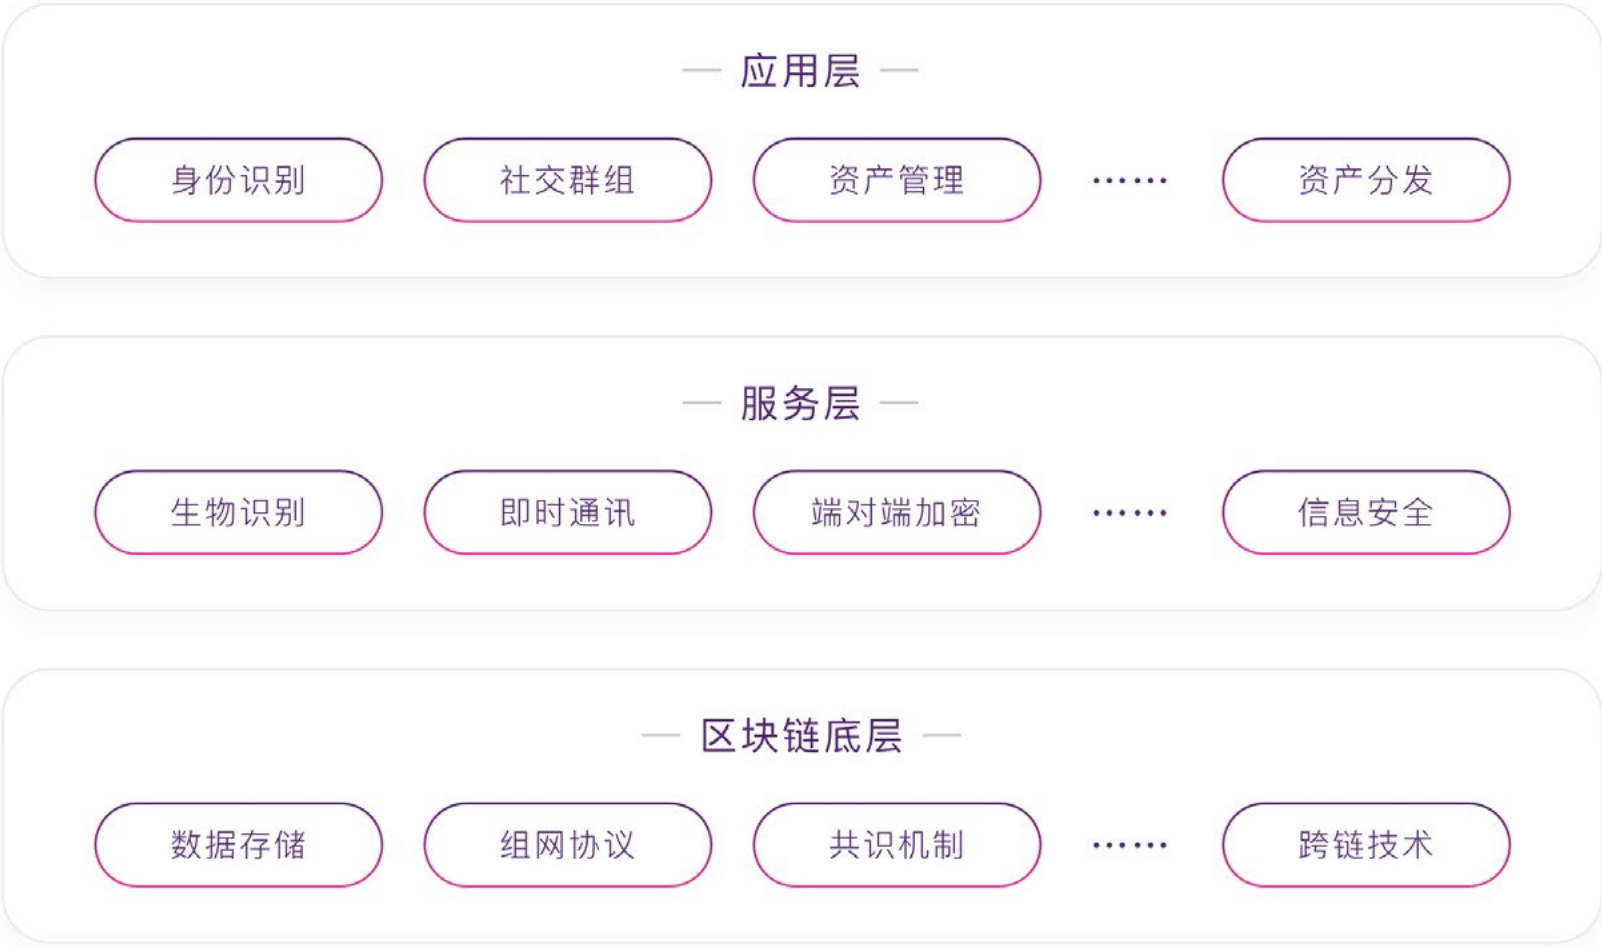 应用层
身份识别 社交群组 资产管理 …… 资产分发
服务层
生物识别 即时通讯 端对端加密 …… 信息安全
区块链底层
数据存储 组网协议 共识机制 …… 跨链技术